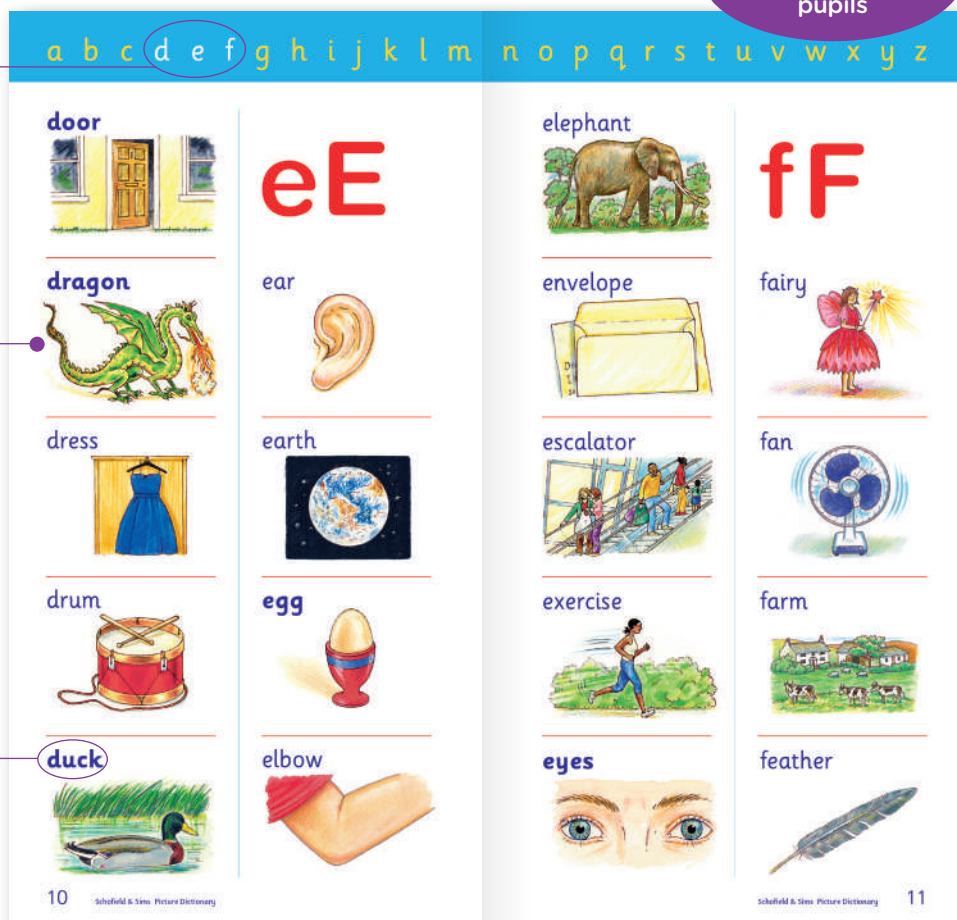 pupils
a b c d e f g h i j k l m n o p q r s t u v w x y z
door
dragon
dress
drum
duck
eE
ear
earth
egg
elbow
10
Schofield & Sims Picture Dictionary
elephant
envelope
escalator
exercise
eyes
fF
fairy
fan
farm
feather
Schofield & Sims Picture Dictionary
11